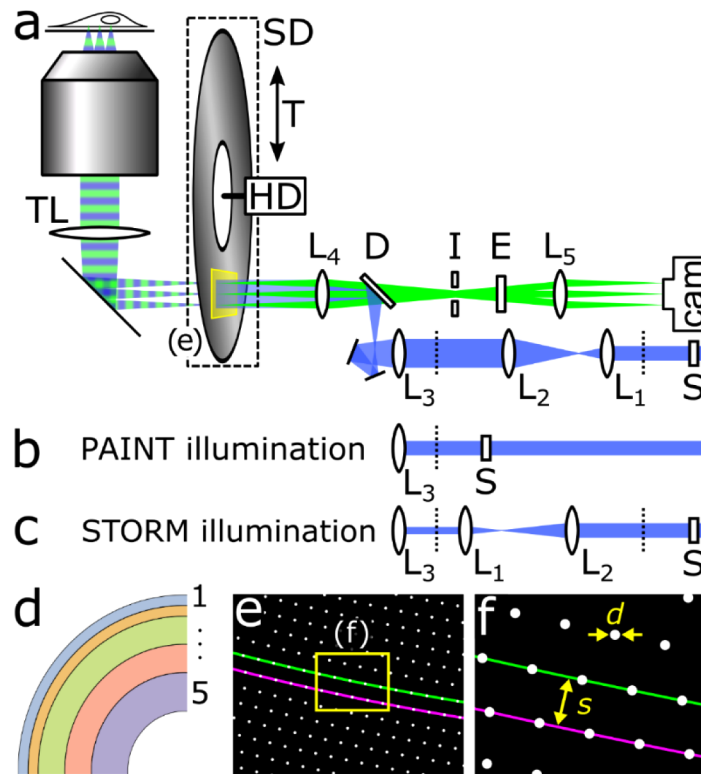 a
SD
T
HD
TL
L4
D
I
E
L5
cam
(e)
L3
L2
L1
S
b PAINT illumination
L3
S
c STORM illumination
L3
L1
L2
S
d
1
:
5
e
(f)
f
d
s